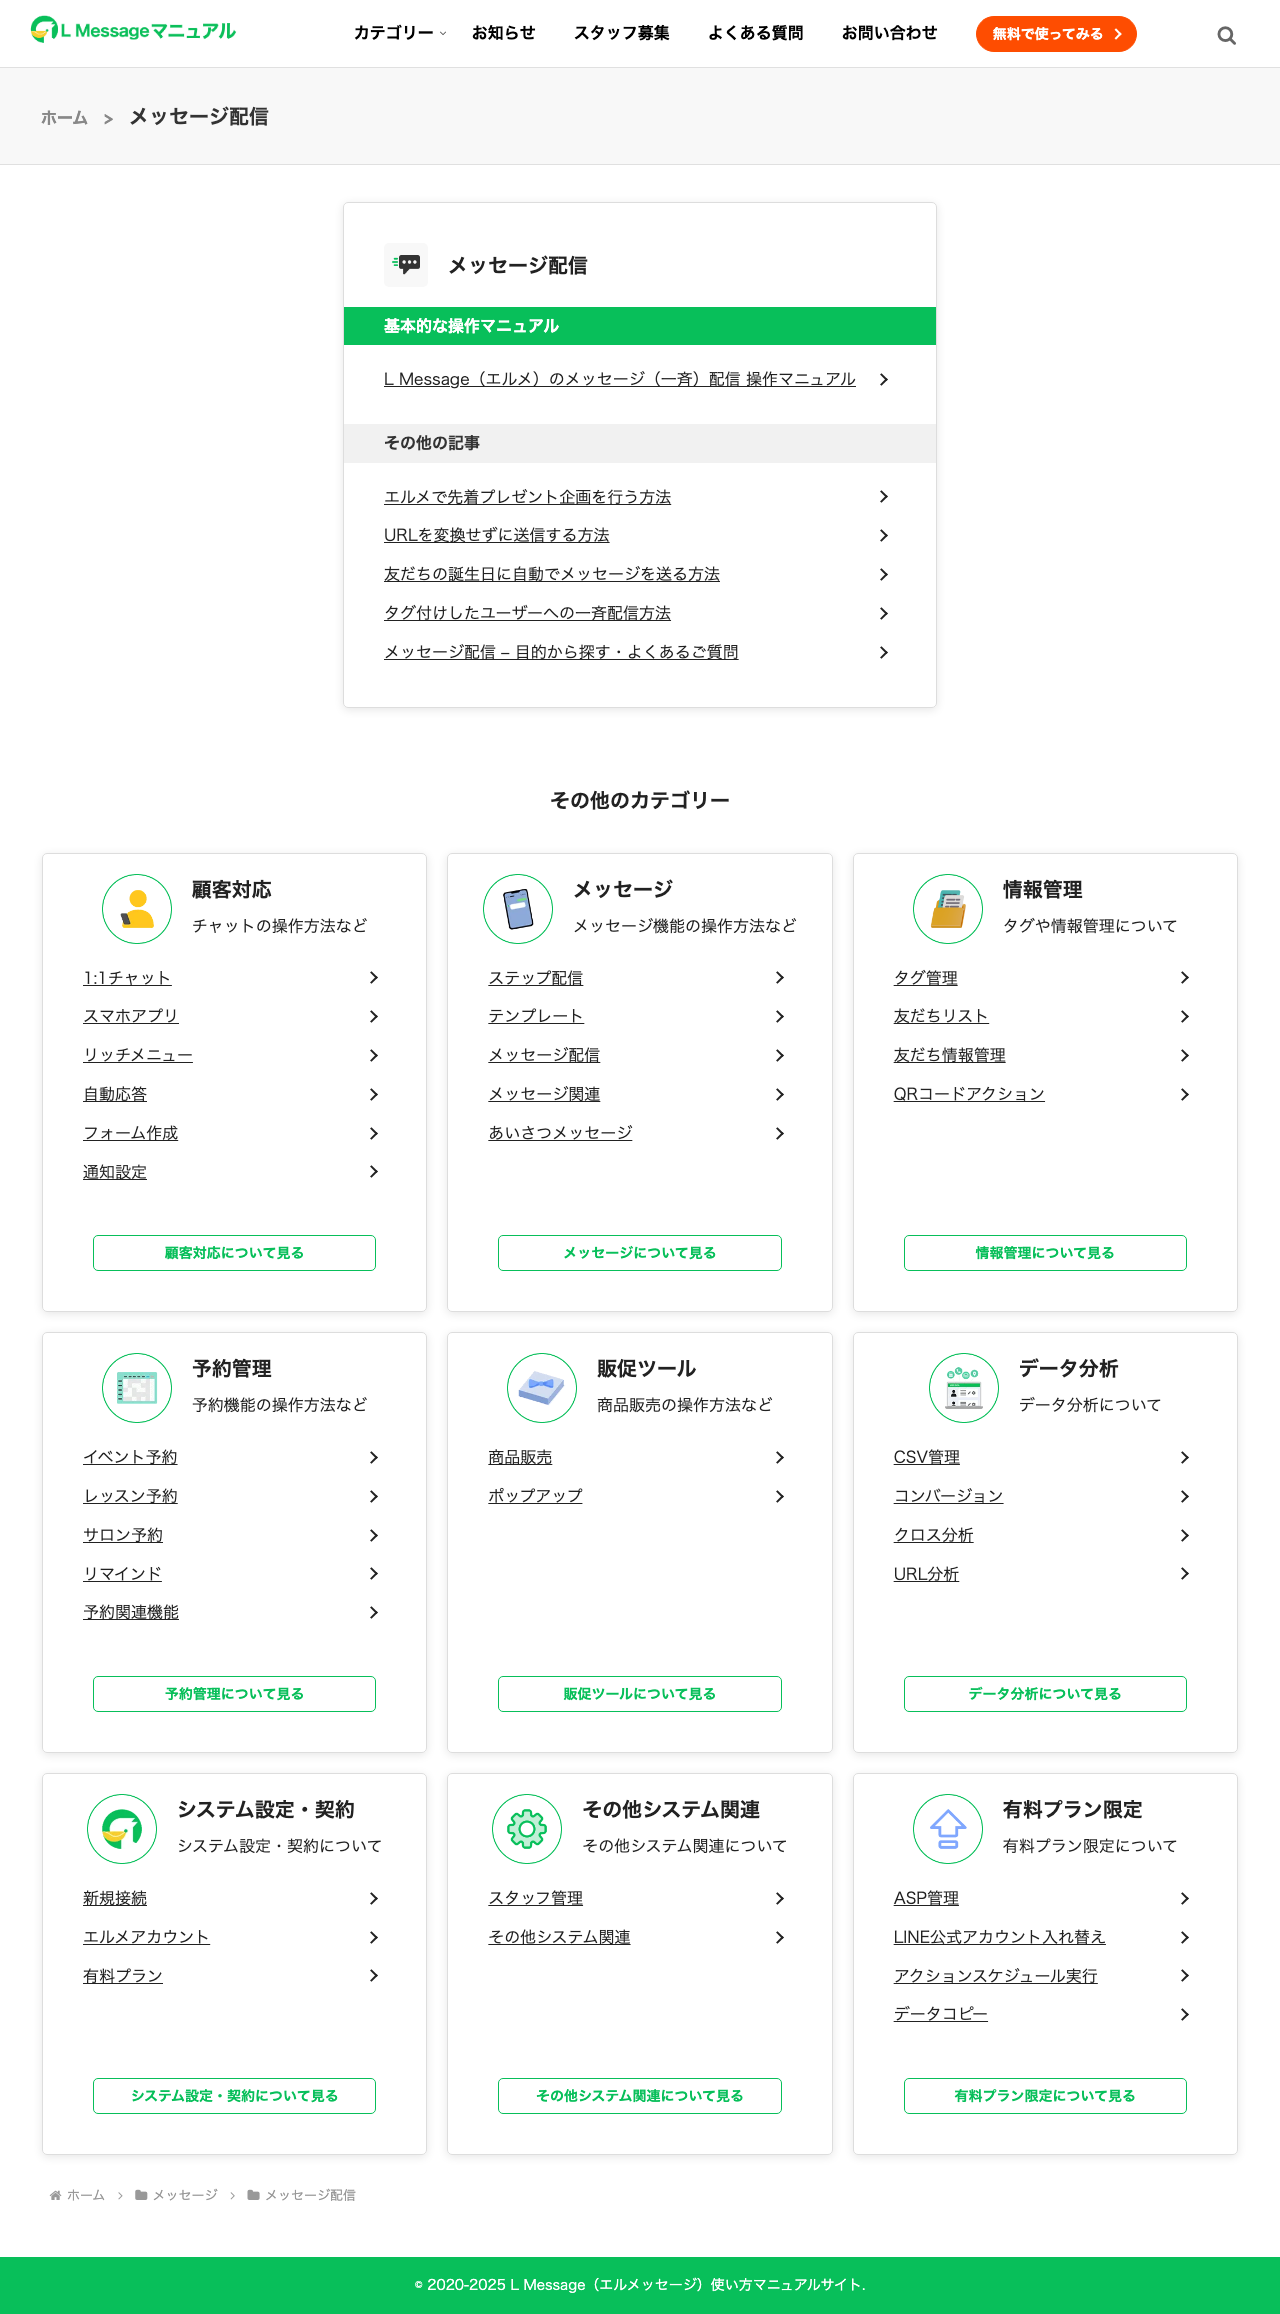 L Messageマニュアル
カテゴリー
お知らせ
スタッフ募集
よくある質問
お問い合わせ
無料で使ってみる
ホーム > メッセージ配信
メッセージ配信
基本的な操作マニュアル
L Message（エルメ）のメッセージ（一斉）配信 操作マニュアル
その他の記事
エルメで先着プレゼント企画を行う方法
URLを変換せずに送信する方法
友だちの誕生日に自動でメッセージを送る方法
タグ付けしたユーザーへの一斉配信方法
メッセージ配信 – 目的から探す・よくあるご質問
その他のカテゴリー
顧客対応
チャットの操作方法など
1:1チャット
スマホアプリ
リッチメニュー
自動応答
フォーム作成
通知設定
顧客対応について見る
メッセージ
メッセージ機能の操作方法など
ステップ配信
テンプレート
メッセージ配信
メッセージ関連
あいさつメッセージ
メッセージについて見る
情報管理
タグや情報管理について
タグ管理
友だちリスト
友だち情報管理
QRコードアクション
情報管理について見る
予約管理
予約機能の操作方法など
イベント予約
レッスン予約
サロン予約
リマインド
予約関連機能
予約管理について見る
販促ツール
商品販売の操作方法など
商品販売
ポップアップ
販促ツールについて見る
データ分析
データ分析について
CSV管理
コンバージョン
クロス分析
URL分析
データ分析について見る
システム設定・契約
システム設定・契約について
新規接続
エルメアカウント
有料プラン
システム設定・契約について見る
その他システム関連
その他システム関連について
スタッフ管理
その他システム関連
その他システム関連について見る
有料プラン限定
有料プラン限定について
ASP管理
LINE公式アカウント入れ替え
アクションスケジュール実行
データコピー
有料プラン限定について見る
ホーム > メッセージ > メッセージ配信
© 2020-2025 L Message（エルメッセージ）使い方マニュアルサイト.